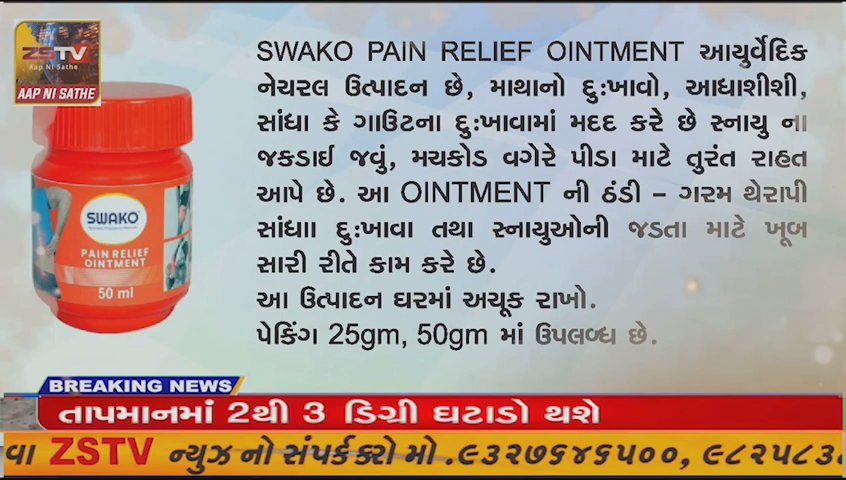 ZSTV
Aap Ni Sathe
AAP NI SATHE
SWAKO PAIN RELIEF OINTMENT આયુર્વેદિક
નેચરલ ઉત્પાદન છે, માથાનો દુઃખાવો, આધાશીશી,
સાંધા કે ગાઉટના દુઃખાવામાં મદદ કરે છે સ્નાયુ ના
જકડાઈ જવું, મચકોડ વગેરે પીડા માટે તુરંત રાહત
આપે છે. આ OINTMENT ની ઠંડી – ગરમ થેરાપી
સાંધાા દુઃખાવા તથા સ્નાયુઓની જડતા માટે ખૂબ
સારી રીતે કામ કરે છે.
આ ઉત્પાદન ઘરમાં અચૂક રાખો.
પેકિંગ 25gm, 50gm માં ઉપલબ્ધ છે.
SWAKO
PAIN RELIEF
OINTMENT
50 ml
BREAKING NEWS
તાપમાનમાં 2થી 3 ડિગ્રી ઘટાડો થશે
વા ZSTV ન્યુઝ નો સંપર્ક કરો મો .૯૩૨૭૬૪૬૫૦૦, ૯૮૨૫૮૩